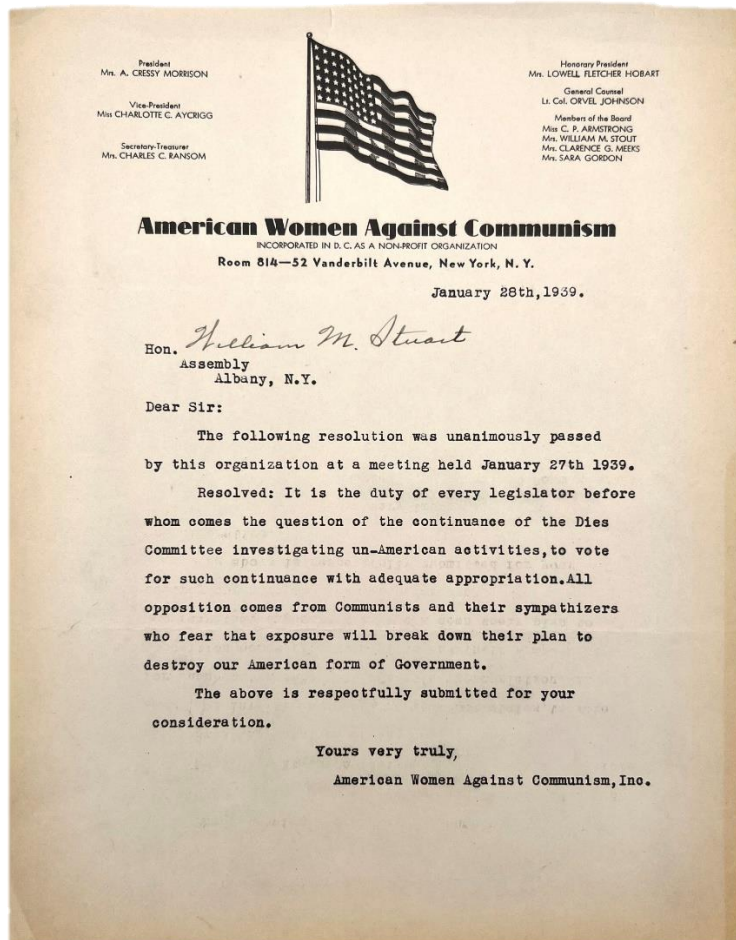 President
Mrs. A. CRESSY MORRISON
Vice-President
Miss CHARLOTTE C. AYCRIGG
Secretary-Treasurer
Mrs. CHARLES C. RANSOM
Honorary President
Mrs. LOWELL FLETCHER HOBART
General Counsel
Lt. Col. ORVEL JOHNSON
Members of the Board
Miss C. P. ARMSTRONG
Mrs. WILLIAM M. STOUT
Mrs. CLARENCE G. MEEKS
Mrs. SARA GORDON
American Women Against Communism
INCORPORATED IN D. C. AS A NON-PROFIT ORGANIZATION
Room 814—52 Vanderbilt Avenue, New York, N. Y.
January 28th,1939.
Hon. William M. Stuart
Assembly
Albany, N.Y.
Dear Sir:
The following resolution was unanimously passed
by this organization at a meeting held January 27th 1939.
Resolved: It is the duty of every legislator before
whom comes the question of the continuance of the Dies
Committee investigating un-American activities,to vote
for such continuance with adequate appropriation.All
opposition comes from Communists and their sympathizers
who fear that exposure will break down their plan to
destroy our American form of Government.
The above is respectfully submitted for your
consideration.
Yours very truly,
American Women Against Communism,Inc.